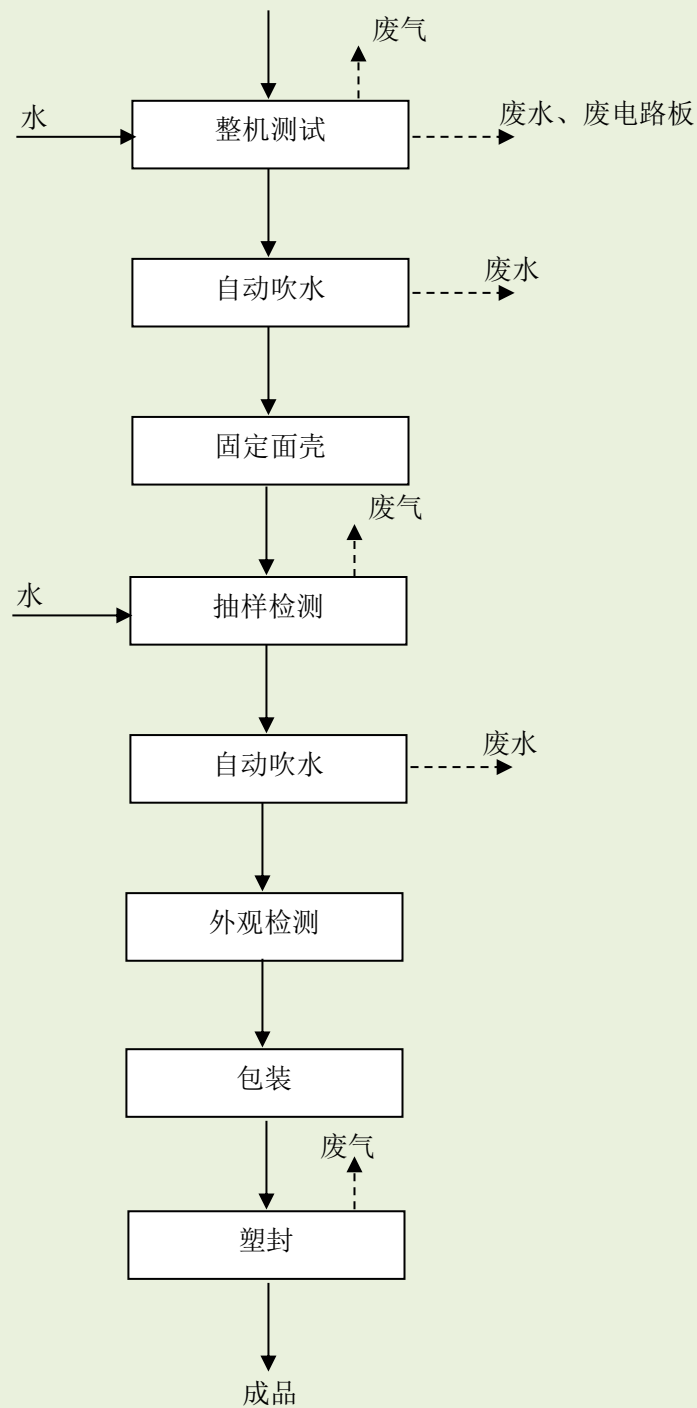 废气
水
整机测试
废水、废电路板
自动吹水
废水
固定面壳
废气
水
抽样检测
自动吹水
废水
外观检测
包装
废气
塑封
成品